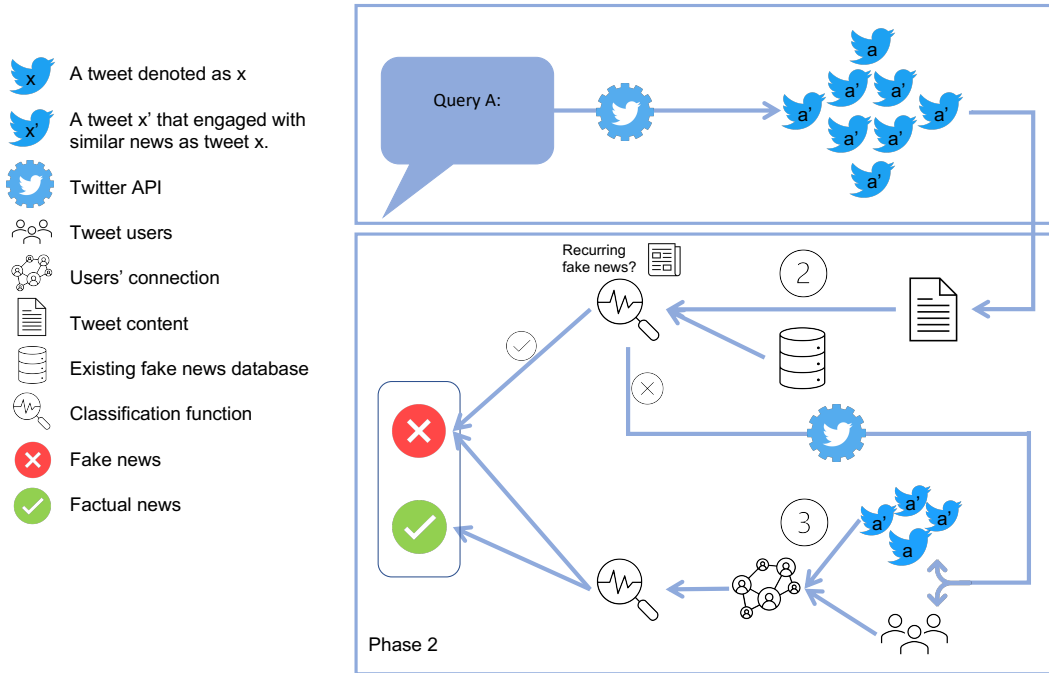 x
A tweet denoted as x
x'
A tweet x' that engaged with
similar news as tweet x.
Twitter API
Tweet users
Users' connection
Tweet content
Existing fake news database
Classification function
Fake news
Factual news
Query A:
a
a'
a'
a'
a'
a'
a'
a'
Recurring
fake news?
2
3
a'
a'
a'
a
Phase 2